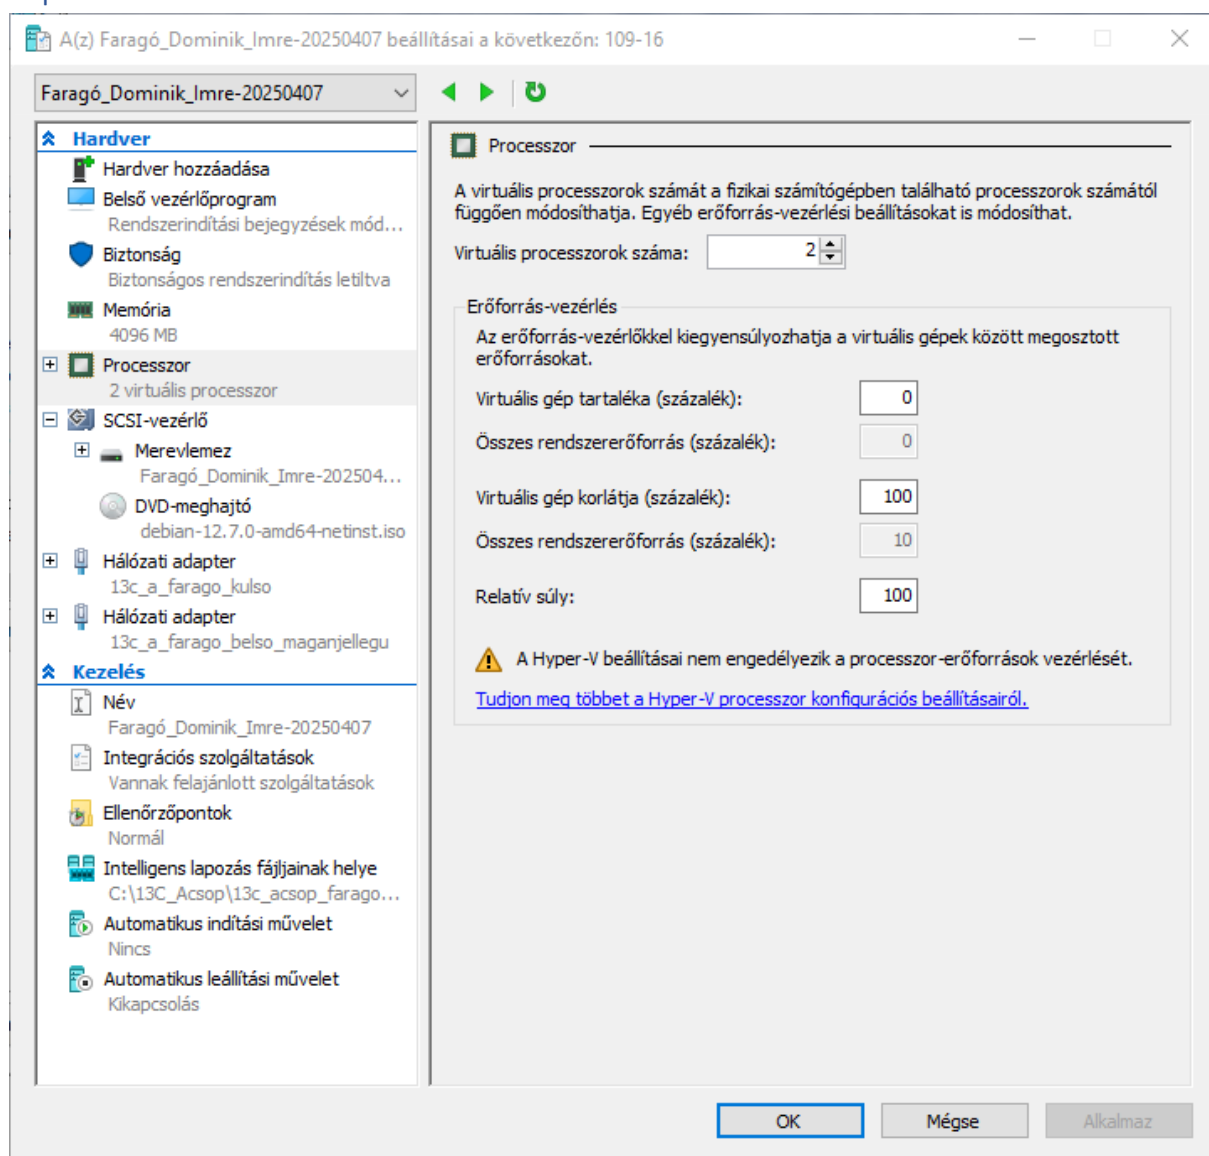 A(z) Faragó_Dominik_Imre-20250407 beállításai a következőn: 109-16
Faragó_Dominik_Imre-20250407
Hardver
Hardver hozzáadása
Belső vezérlőprogram
Rendszerindítási bejegyzések mód...
Biztonság
Biztonságos rendszerindítás letiltva
Memória
4096 MB
Processzor
2 virtuális processzor
SCSI-vezérlő
Merevlemez
Faragó_Dominik_Imre-202504...
DVD-meghajtó
debian-12.7.0-amd64-netinst.iso
Hálózati adapter
13c_a_farago_kulso
Hálózati adapter
13c_a_farago_belso_maganjellegu
Kezelés
Név
Faragó_Dominik_Imre-20250407
Integrációs szolgáltatások
Vannak felajánlott szolgáltatások
Ellenőrzőpontok
Normál
Intelligens lapozás fájljainak helye
C:\13C_Acsop\13c_acsop_farago...
Automatikus indítási művelet
Nincs
Automatikus leállítási művelet
Kikapcsolás
Processzor
A virtuális processzorok számát a fizikai számítógépben található processzorok számától
függően módosíthatja. Egyéb erőforrás-vezérlési beállításokat is módosíthat.
Virtuális processzorok száma: 2
Erőforrás-vezérlés
Az erőforrás-vezérlőkkel kiegyensúlyozhatja a virtuális gépek között megosztott
erőforrásokat.
Virtuális gép tartaléka (százalék): 0
Összes rendszererőforrás (százalék): 0
Virtuális gép korlátja (százalék): 100
Összes rendszererőforrás (százalék): 10
Relatív súly: 100
A Hyper-V beállításai nem engedélyezik a processzor-erőforrások vezérlését.
Tudjon meg többet a Hyper-V processzor konfigurációs beállításairól.
OK
Mégse
Alkalmaz